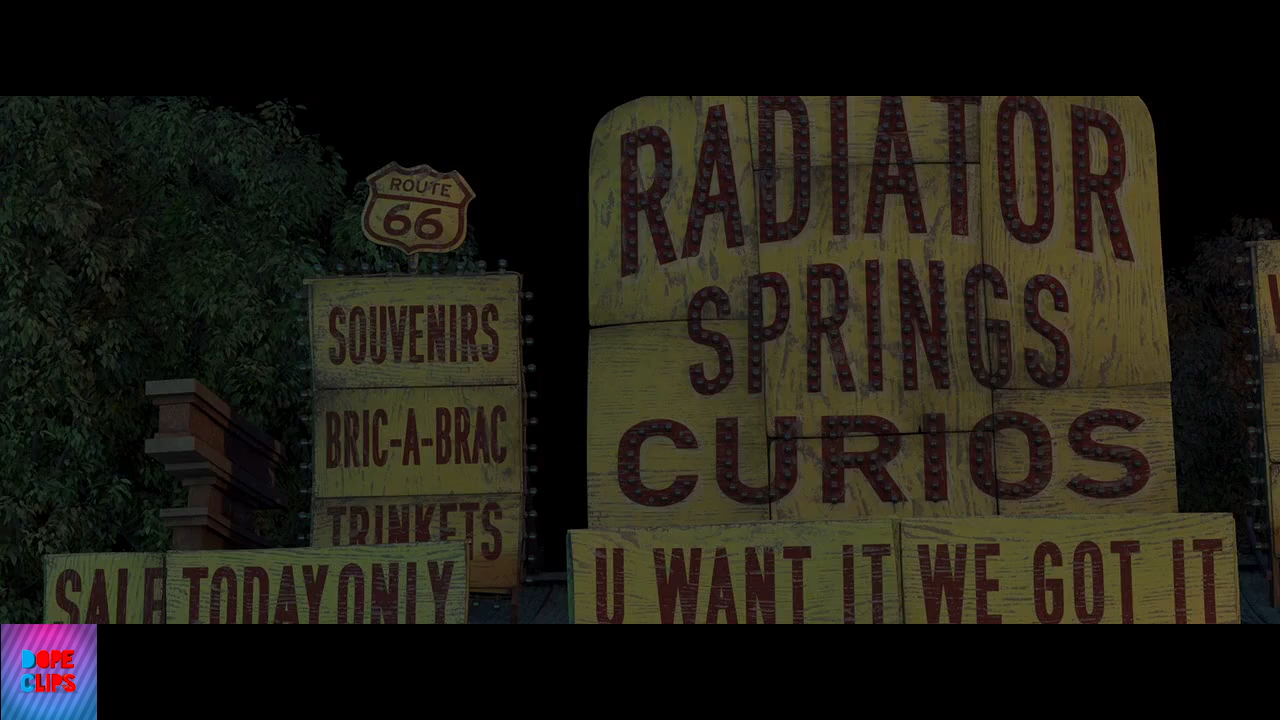 ROUTE
66
SOUVENIRS
BRIC-A-BRAC
TRINKETS
SALE TODAY ONLY
RADIATOR
SPRINGS
CURIOS
U WANT IT WE GOT IT
DOPE
CLIPS